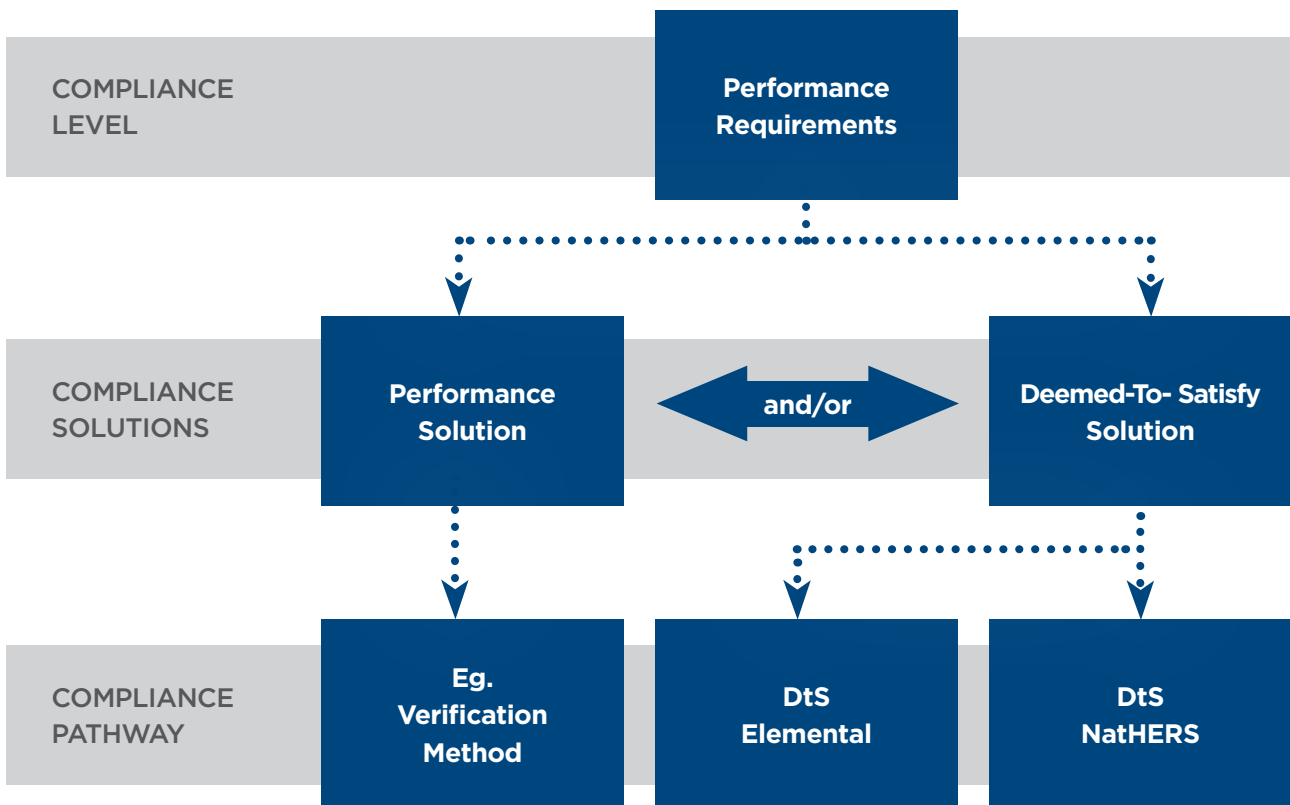 COMPLIANCE
LEVEL
Performance
Requirements
COMPLIANCE
SOLUTIONS
Performance
Solution
and/or
Deemed-To- Satisfy
Solution
COMPLIANCE
PATHWAY
Eg.
Verification
Method
DtS
Elemental
DtS
NatHERS